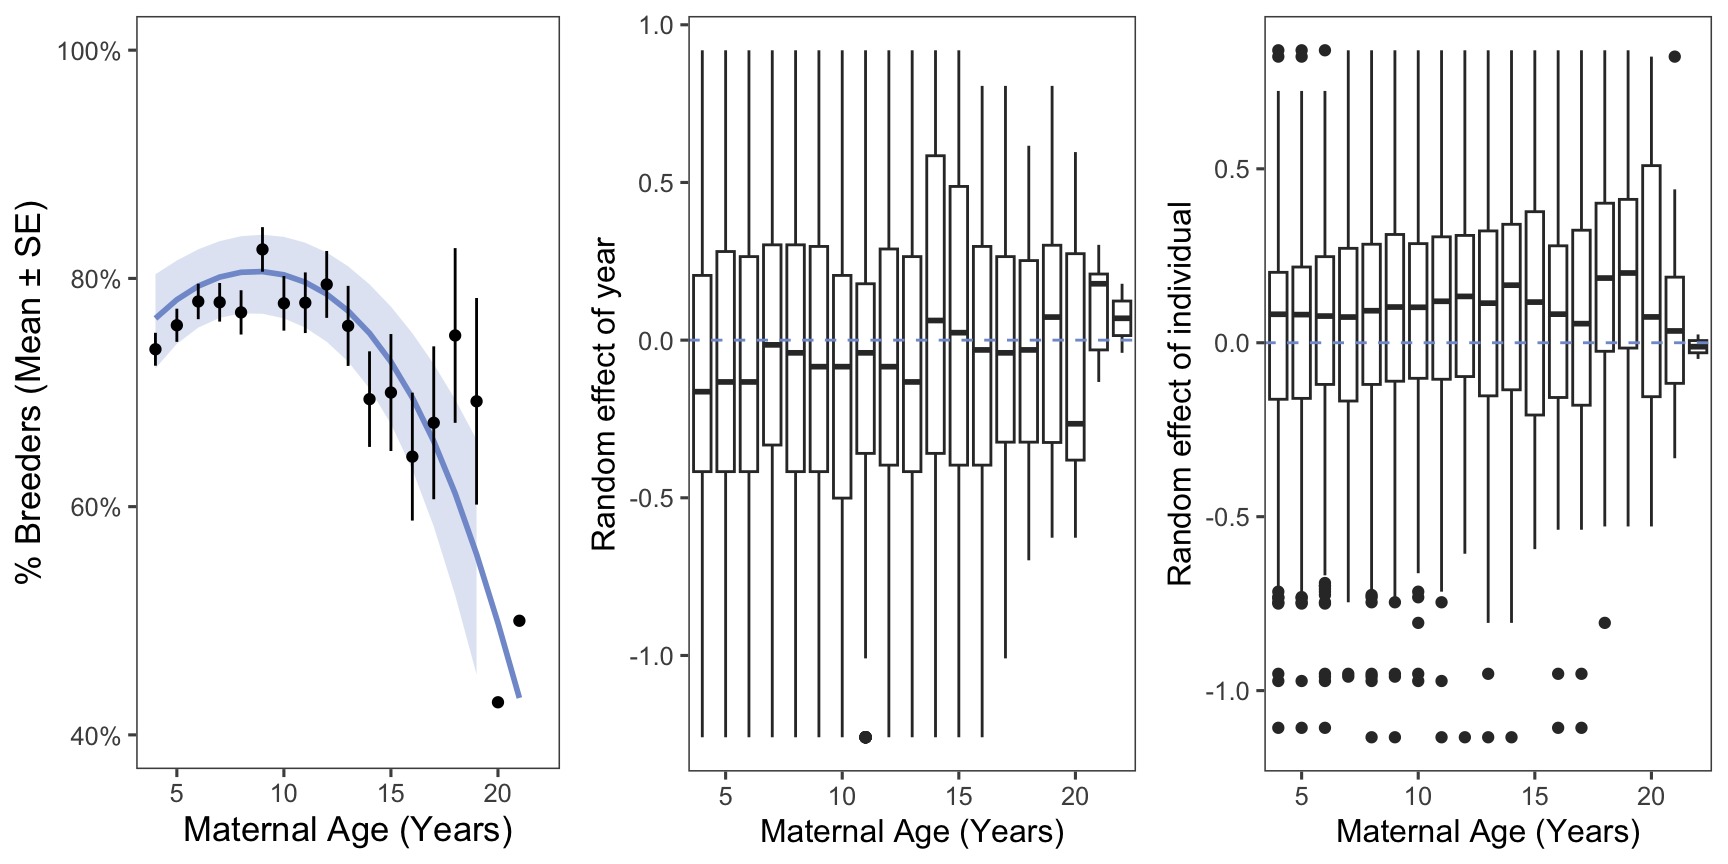 % Breeders (Mean ± SE)
100%
80%
60%
40%
5 10 15 20
Maternal Age (Years)
Random effect of year
1.0
0.5
0.0
-0.5
-1.0
5 10 15 20
Maternal Age (Years)
Random effect of individual
0.5
0.0
-0.5
-1.0
5 10 15 20
Maternal Age (Years)